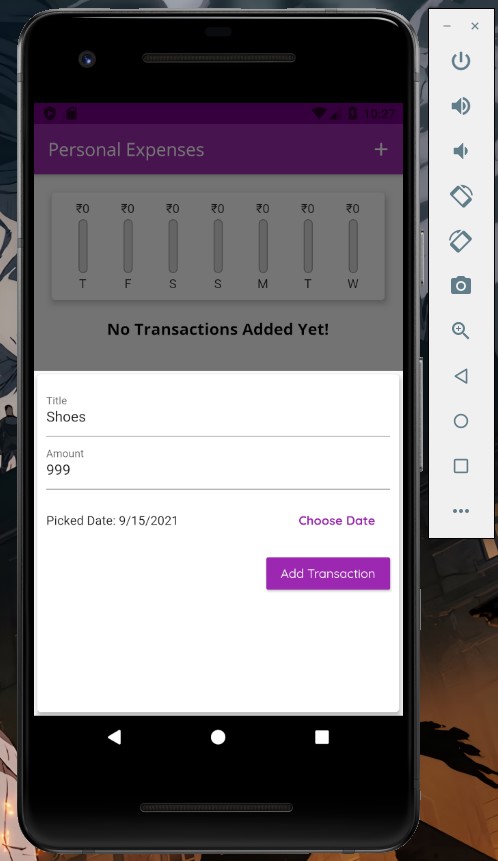 10:27
Personal Expenses +
₹0 ₹0 ₹0 ₹0 ₹0 ₹0 ₹0
T F S S M T W
No Transactions Added Yet!
Title
Shoes
Amount
999
Picked Date: 9/15/2021 Choose Date
Add Transaction